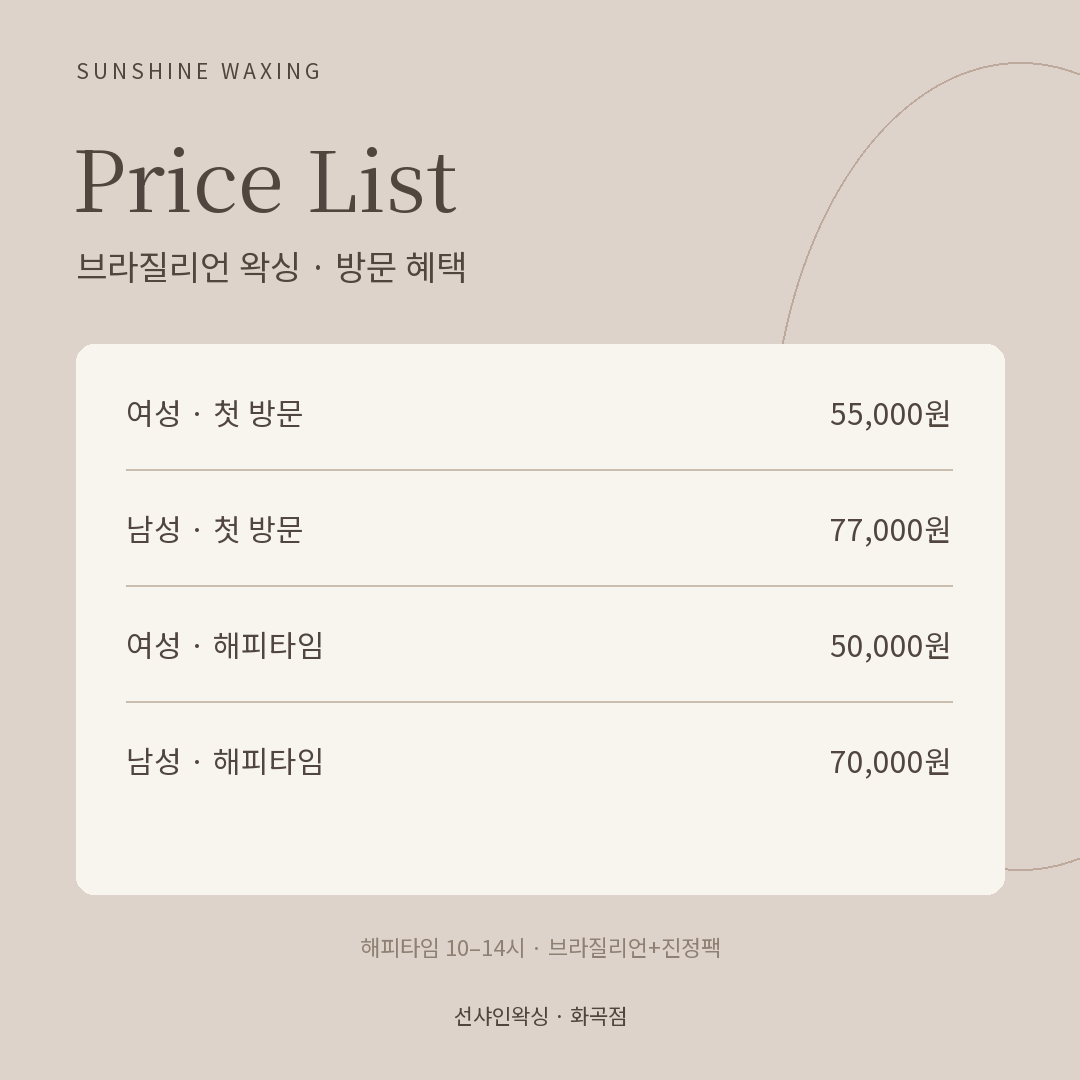 SUNSHINE WAXING
Price List
브라질리언 왁싱 · 방문 혜택
여성 · 첫 방문 55,000원
남성 · 첫 방문 77,000원
여성 · 해피타임 50,000원
남성 · 해피타임 70,000원
해피타임 10–14시 · 브라질리언+진정팩
선샤인왁싱 · 화곡점